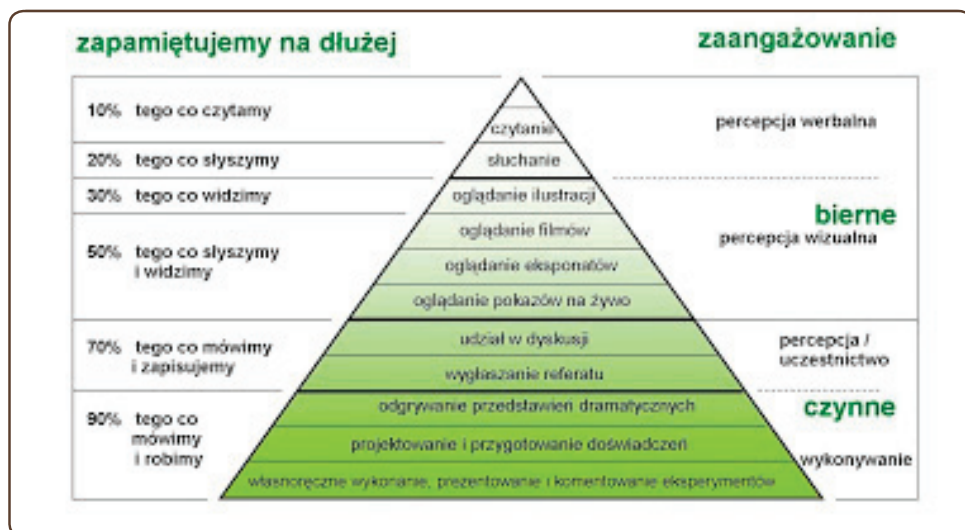 zapamiętujemy na dłużej
zaangażowanie
10% tego co czytamy
20% tego co słyszymy
30% tego co widzimy
50% tego co słyszymy
i widzimy
70% tego co mówimy
i zapisujemy
90% tego co
mówimy
i robimy
czytanie
słuchanie
oglądanie ilustracji
oglądanie filmów
oglądanie eksponatów
oglądanie pokazów na żywo
udział w dyskusji
wygłaszanie referatu
odgrywanie przedstawień dramatycznych
projektowanie i przygotowanie doświadczeń
własnoręczne wykonanie, prezentowanie i komentowanie eksperymentów
percepcja werbalna
bierne
percepcja wizualna
percepcja /
uczestnictwo
czynne
wykonywanie